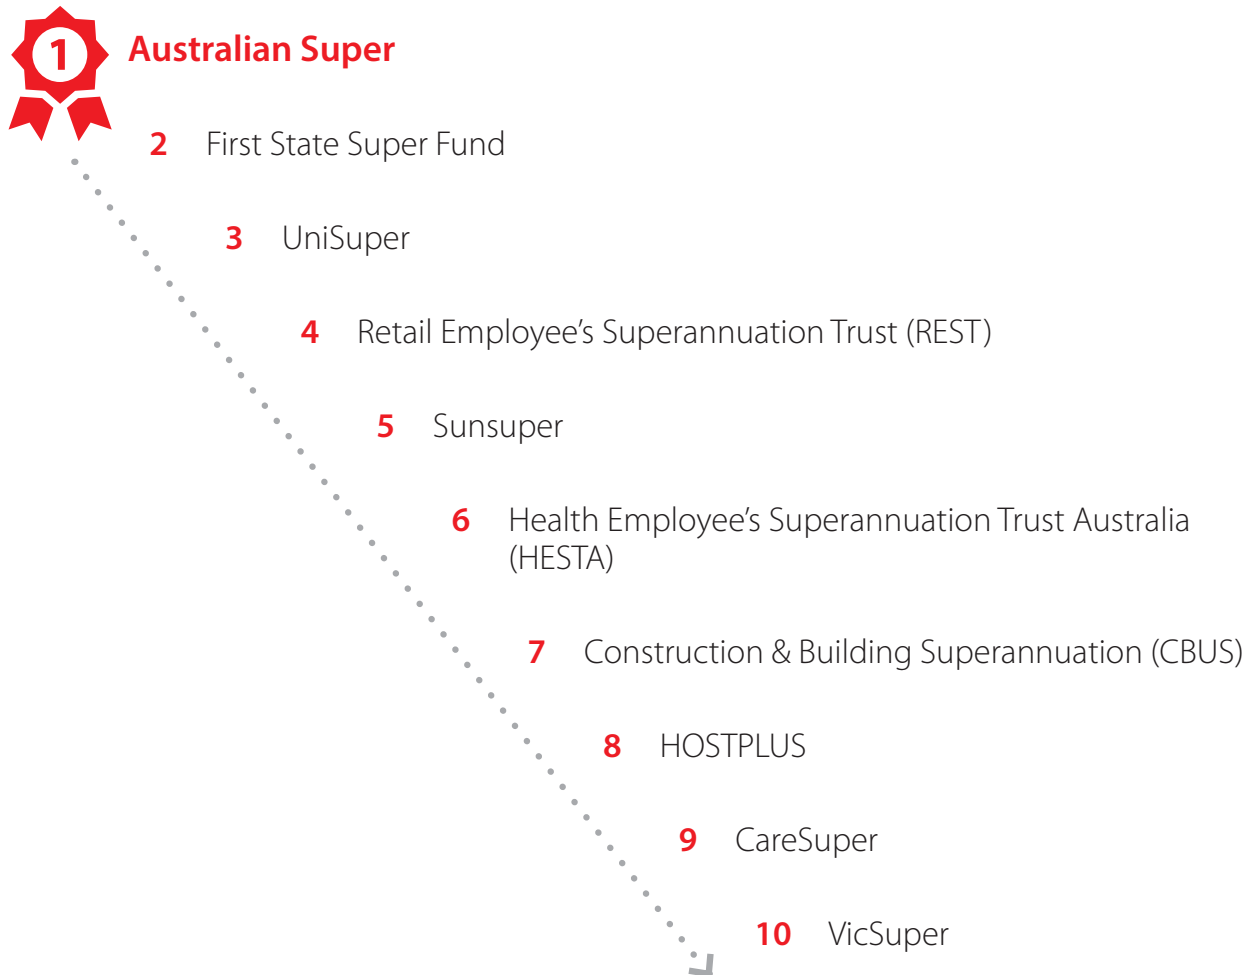 1 Australian Super
2 First State Super Fund
3 UniSuper
4 Retail Employee's Superannuation Trust (REST)
5 Sunsuper
6 Health Employee's Superannuation Trust Australia
(HESTA)
7 Construction & Building Superannuation (CBUS)
8 HOSTPLUS
9 CareSuper
10 VicSuper